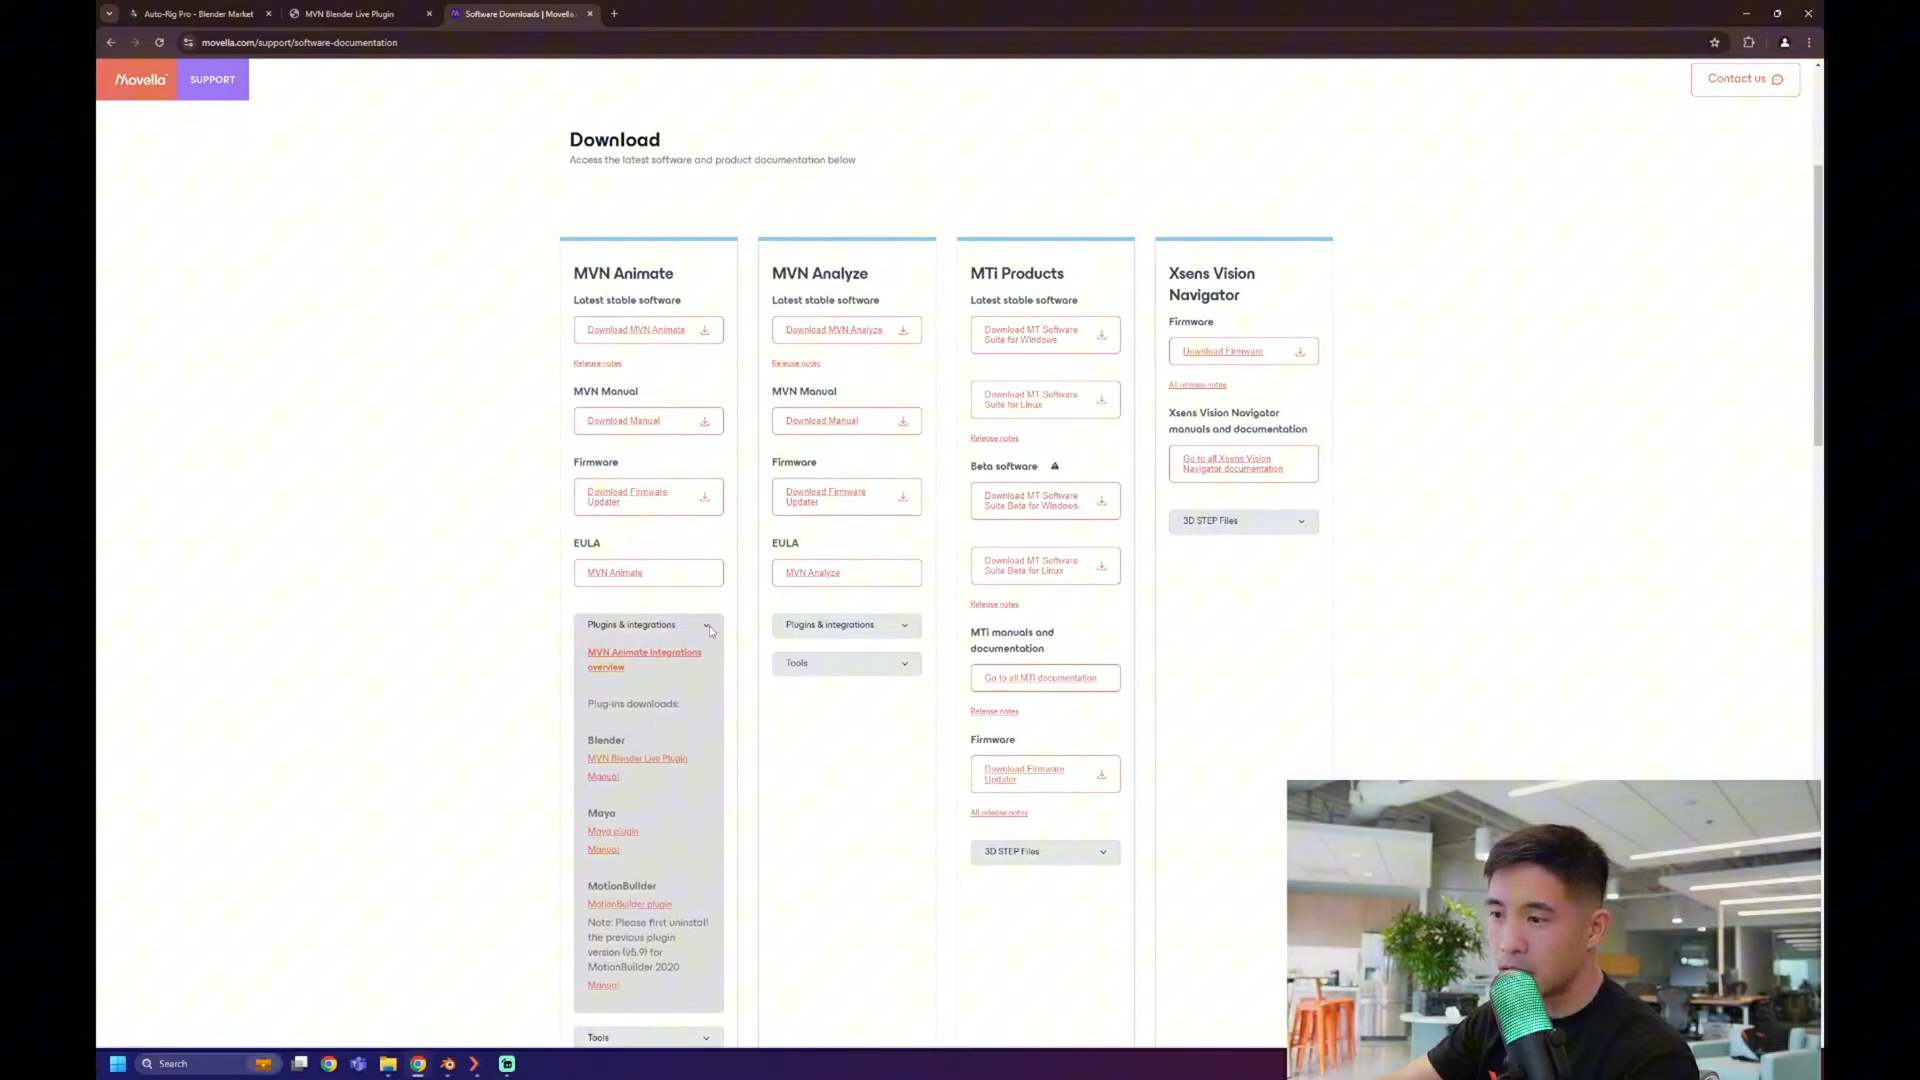 Auto-Rig Pro - Blender Market
MVN Blender Live Plugin
Software Downloads | Movella.
movella.com/support/software-documentation
Movella
SUPPORT
Contact us
Download
Access the latest software and product documentation below
MVN Animate
Latest stable software
Download MVN Animate
Release notes
MVN Manual
Download Manual
Firmware
Download Firmware
Updater
EULA
MVN Animate
Plugins & integrations
MVN Animate integrations
overview
Plug-ins downloads:
Blender
MVN Blender Live Plugin
Manual
Maya
Maya plugin
Manual
MotionBuilder
MotionBuilder plugin
Note: Please first uninstall
the previous plugin
version (v5.9) for
MotionBuilder 2020
Manual
Tools
MVN Analyze
Latest stable software
Download MVN Analyze
Release notes
MVN Manual
Download Manual
Firmware
Download Firmware
Updater
EULA
MVN Analyze
Plugins & integrations
Tools
MTi Products
Latest stable software
Download MT Software
Suite for Windows
Download MT Software
Suite for Linux
Release notes
Beta software
Download MT Software
Suite Beta for Windows
Download MT Software
Suite Beta for Linux
Release notes
MTi manuals and
documentation
Go to all MTi documentation
Release notes
Firmware
Download Firmware
Updater
All release notes
3D STEP Files
Xsens Vision
Navigator
Firmware
Download Firmware
All release notes
Xsens Vision Navigator
manuals and documentation
Go to all Xsens Vision
Navigator documentation
3D STEP Files
Search